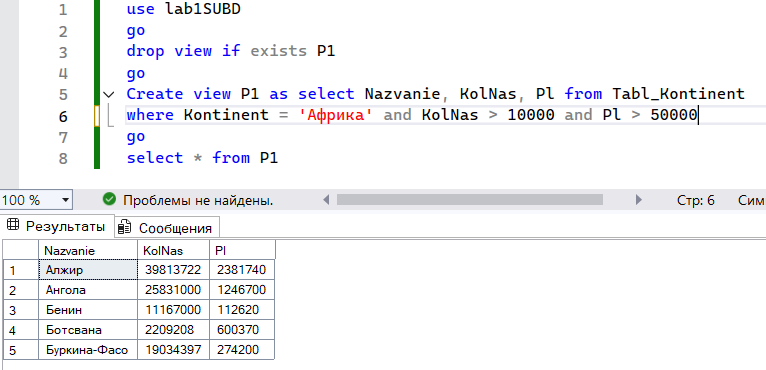 1 use lab1SUBD
2 go
3 drop view if exists P1
4 go
5 Create view P1 as select Nazvanie, KolNas, Pl from Tabl_Kontinent
6 where Kontinent = 'Африка' and KolNas > 10000 and Pl > 50000
7 go
8 select * from P1
100 % Проблемы не найдены. Стр: 6 Сим
Результаты Сообщения
Nazvanie KolNas Pl
1 Алжир 39813722 2381740
2 Ангола 25831000 1246700
3 Бенин 11167000 112620
4 Ботсвана 2209208 600370
5 Буркина-Фасо 19034397 274200